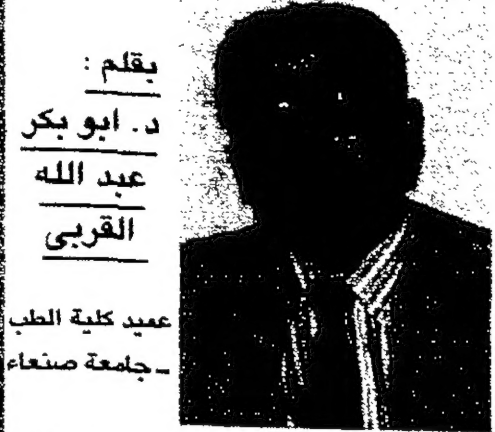 بقلم :
د. ابو بكر
عبد الله
القربى
عميد كلية الطب
ـ جامعة صنعاء